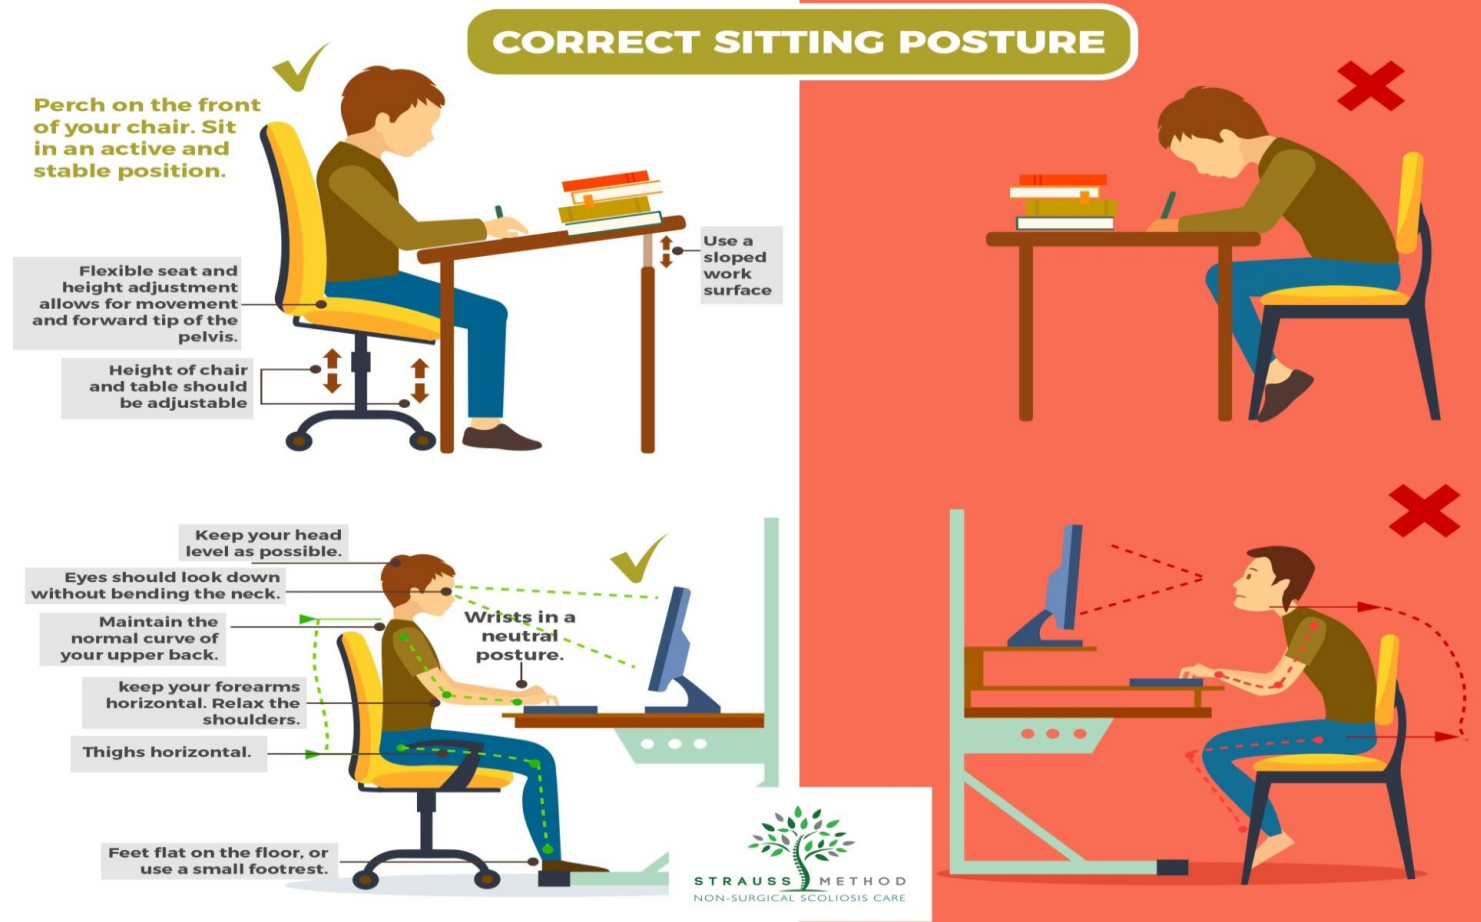 CORRECT SITTING POSTURE
Perch on the front
of your chair. Sit
in an active and
stable position.
Flexible seat and
height adjustment
allows for movement
and forward tip of the
pelvis.
Height of chair
and table should
be adjustable
Use a
sloped
work
surface
Keep your head
level as possible.
Eyes should look down
without bending the neck.
Maintain the
normal curve of
your upper back.
keep your forearms
horizontal. Relax the
shoulders.
Thighs horizontal.
Feet flat on the floor, or
use a small footrest.
Wrists in a
neutral
posture.
STRAUSS METHOD
NON-SURGICAL SCOLIOSIS CARE